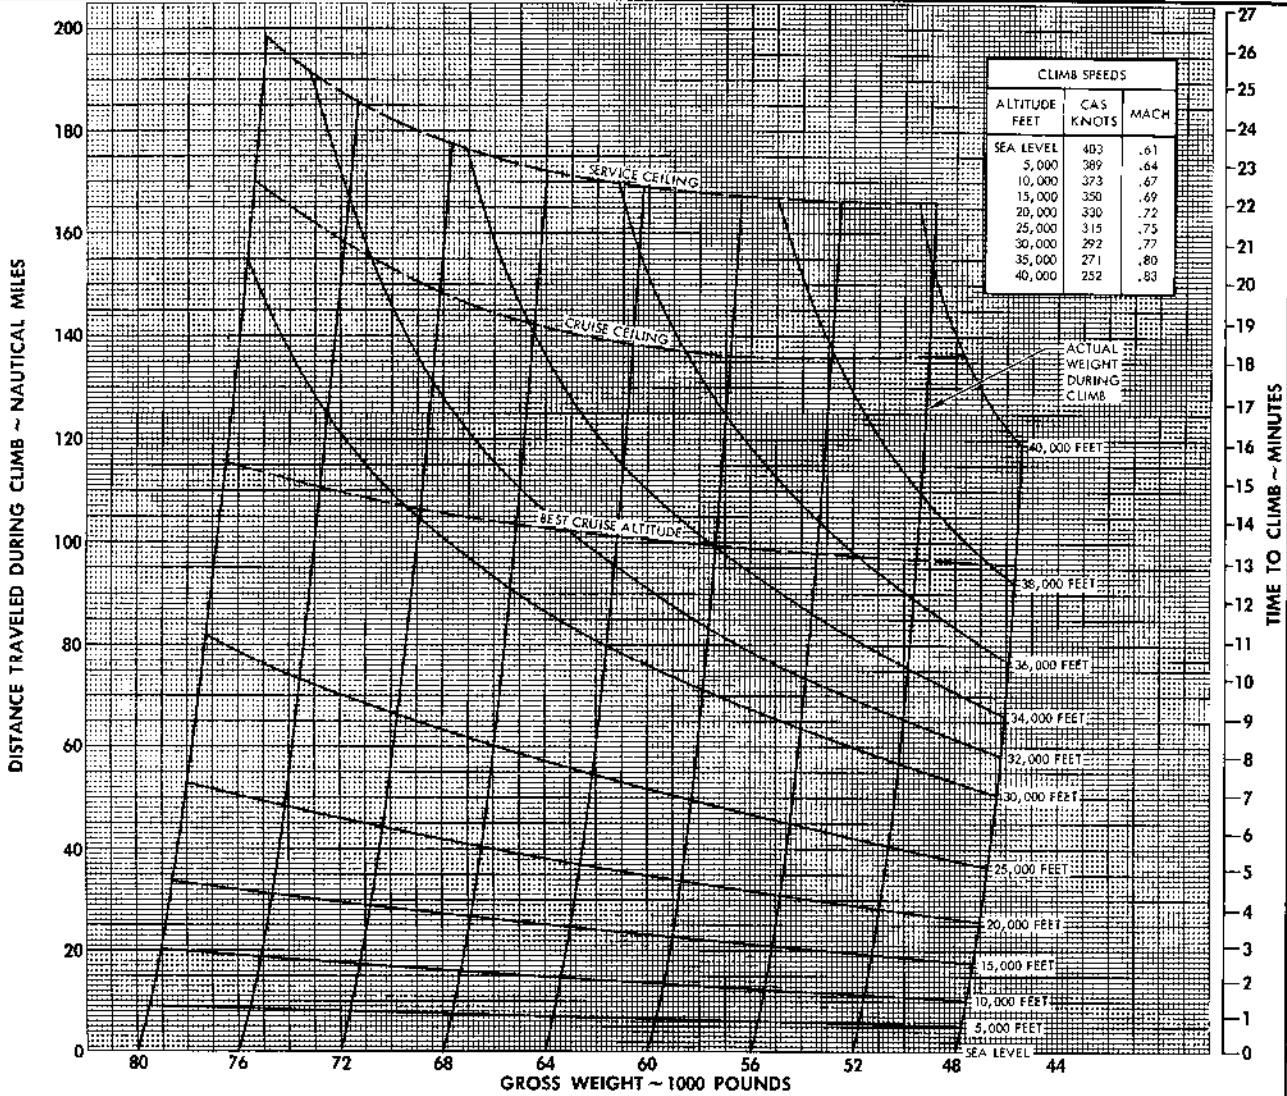 DISTANCE TRAVELED DURING CLIMB ~ NAUTICAL MILES
200
180
160
140
120
100
80
60
40
20
0
CLIMB SPEEDS
ALTITUDE FEET CAS KNOTS MACH
SEA LEVEL 403 .61
5,000 389 .64
10,000 373 .67
15,000 350 .69
20,000 330 .72
25,000 315 .75
30,000 292 .77
35,000 271 .80
40,000 252 .83
SERVICE CEILING
CRUISE CEILING
BEST CRUISE ALTITUDE
ACTUAL
WEIGHT
DURING
CLIMB
40,000 FEET
38,000 FEET
36,000 FEET
34,000 FEET
32,000 FEET
30,000 FEET
25,000 FEET
20,000 FEET
15,000 FEET
10,000 FEET
5,000 FEET
SEA LEVEL
27
26
25
24
23
22
21
20
19
18
17
16
15
14
13
12
11
10
9
8
7
6
5
4
3
2
1
0
TIME TO CLIMB ~ MINUTES
80 76 72 68 64 60 56 52 48 44
GROSS WEIGHT ~ 1000 POUNDS